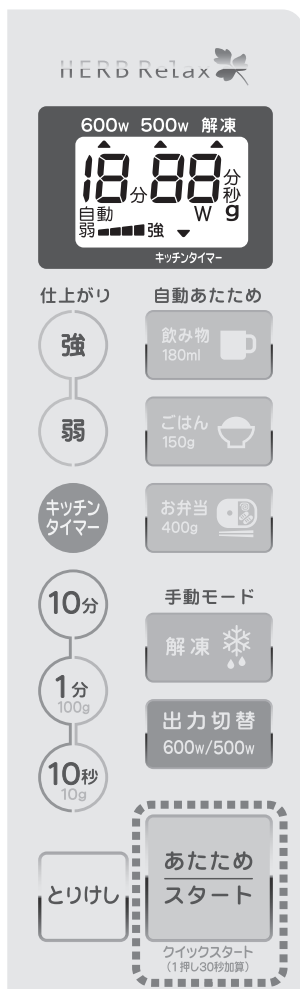 HERB Relax
600W 500W 解凍
18分88分秒
自動 W g
弱 強
キッチンタイマー
仕上がり
強
弱
キッチン
タイマー
10分
1分
100g
10秒
10g
とりけし
自動あたため
飲み物
180ml
ごはん
150g
お弁当
400g
手動モード
解凍
出力切替
600W/500W
あたため
スタート
クイックスタート
(1押し30秒加算)